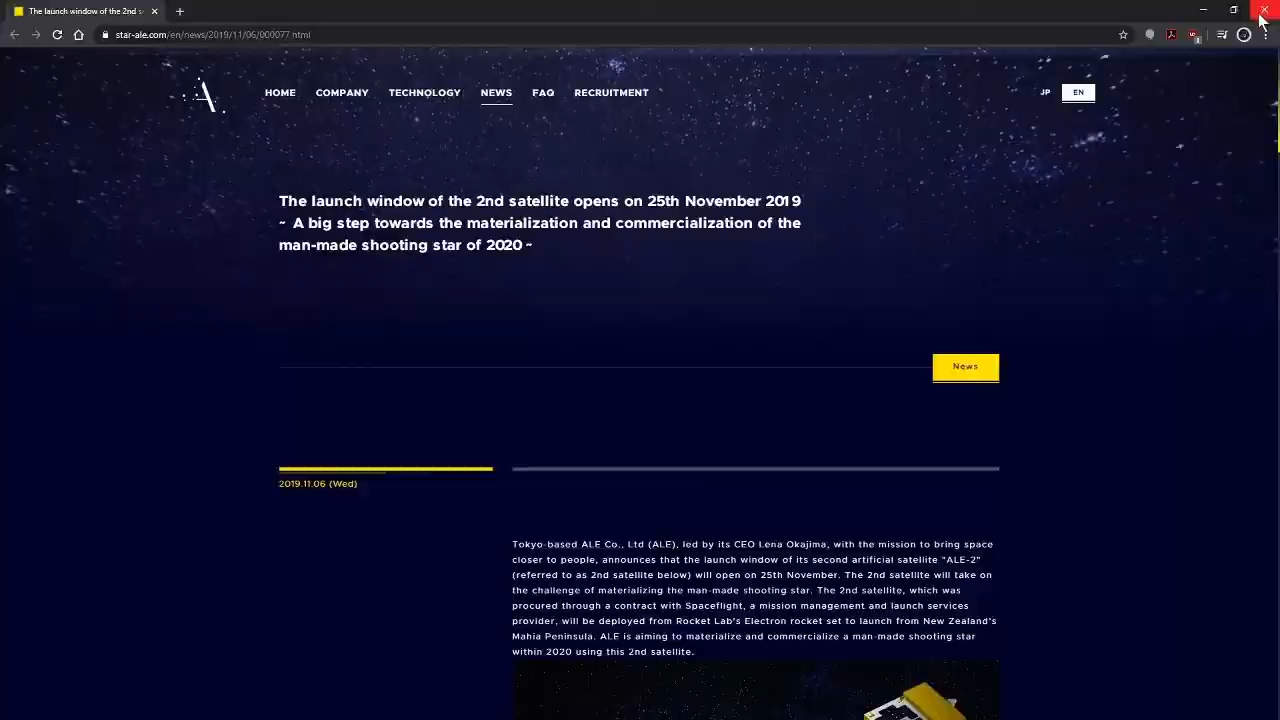 The launch window of the 2nd s
star-ale.com/en/news/2019/11/06/000077.html
HOME COMPANY TECHNOLOGY NEWS FAQ RECRUITMENT
JP EN
The launch window of the 2nd satellite opens on 25th November 2019
~ A big step towards the materialization and commercialization of the
man-made shooting star of 2020 ~
News
2019.11.06 (Wed)
Tokyo-based ALE Co., Ltd (ALE), led by its CEO Lena Okajima, with the mission to bring space
closer to people, announces that the launch window of its second artificial satellite "ALE-2"
(referred to as 2nd satellite below) will open on 25th November. The 2nd satellite will take on
the challenge of materializing the man-made shooting star. The 2nd satellite, which was
procured through a contract with Spaceflight, a mission management and launch services
provider, will be deployed from Rocket Lab's Electron rocket set to launch from New Zealand's
Mahia Peninsula. ALE is aiming to materialize and commercialize a man-made shooting star
within 2020 using this 2nd satellite.